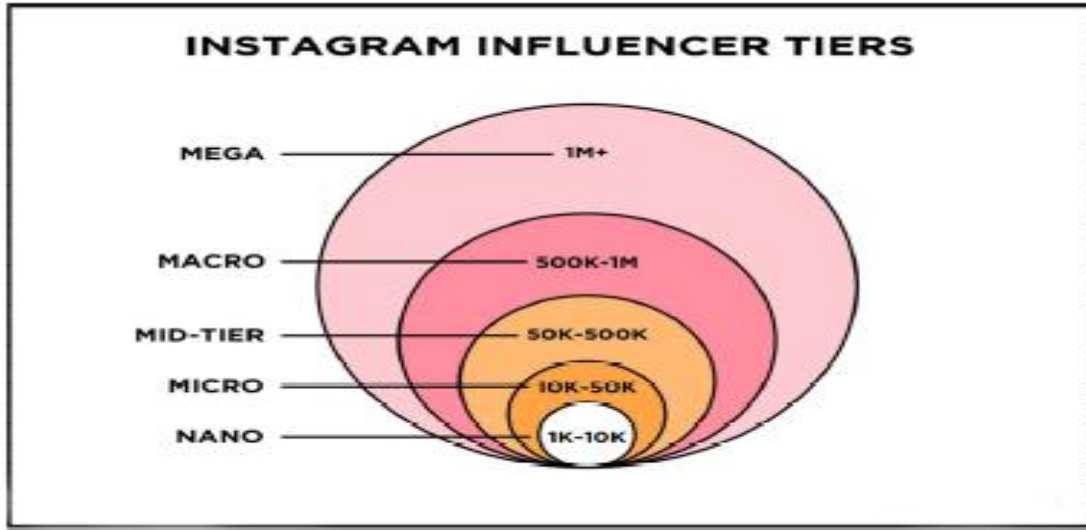 INSTAGRAM INFLUENCER TIERS
MEGA 1M+
MACRO 500K-1M
MID-TIER 50K-500K
MICRO 10K-50K
NANO 1K-10K